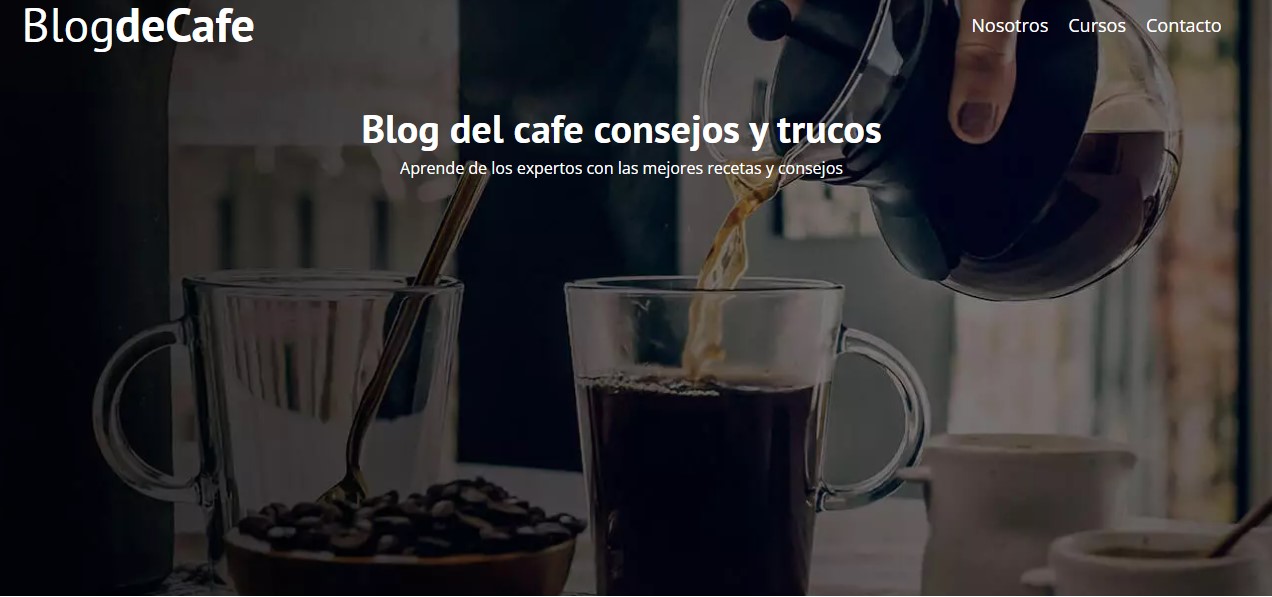 BlogdeCafe
Nosotros Cursos Contacto
Blog del cafe consejos y trucos
Aprende de los expertos con las mejores recetas y consejos